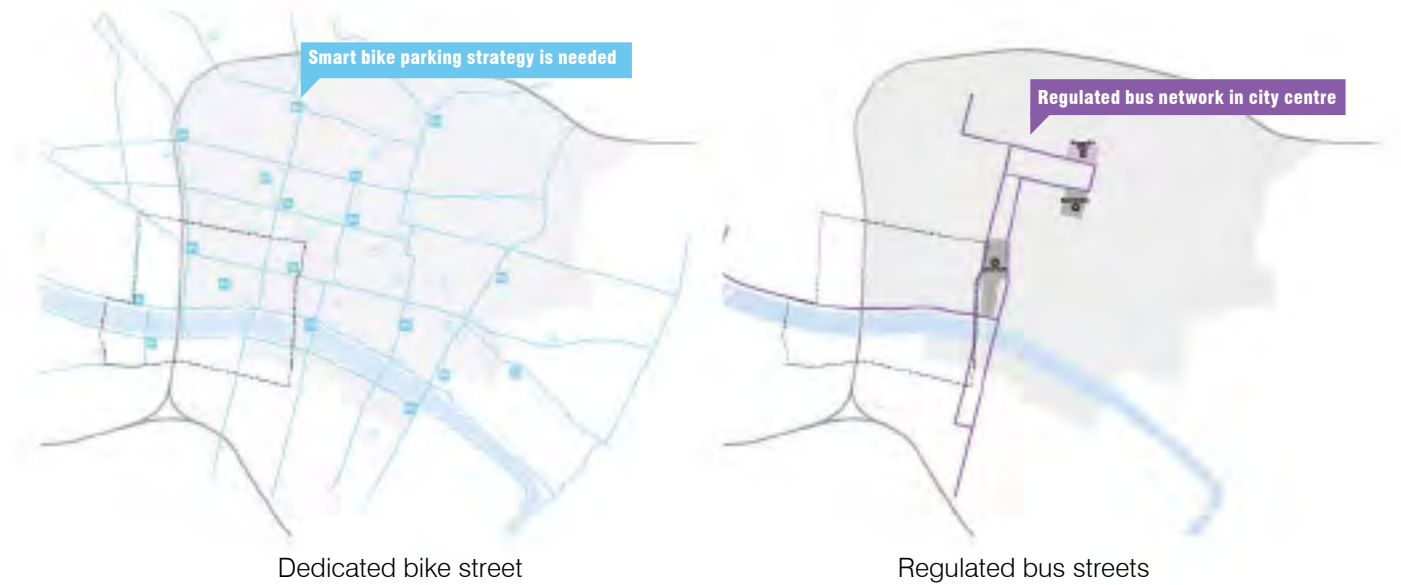 Smart bike parking strategy is needed
Regulated bus network in city centre
Dedicated bike street
Regulated bus streets